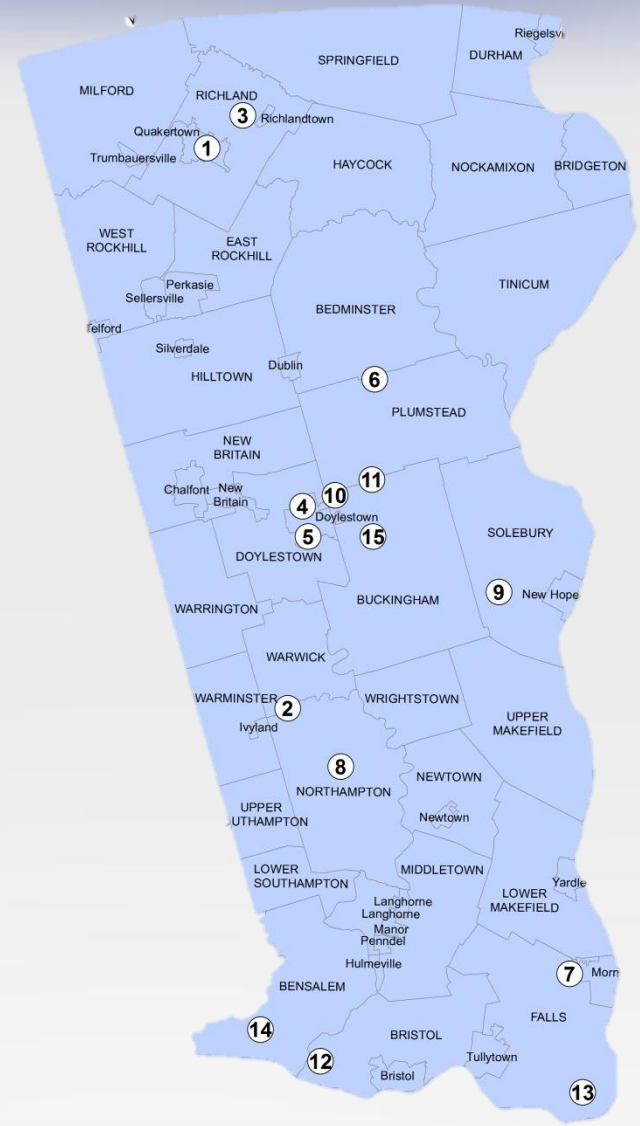 Riegelsvi
SPRINGFIELD
DURHAM
MILFORD
RICHLAND
3
Richlandtown
Quakertown
1
Trumbauersville
HAYCOCK
NOCKAMIXON
BRIDGETON
WEST
ROCKHILL
EAST
ROCKHILL
TINICUM
Perkasie
Sellersville
BEDMINSTER
Telford
Silverdale
Dublin
HILLTOWN
6
PLUMSTEAD
NEW
BRITAIN
11
Chalfont
New
Britain
10
4
Doylestown
5
15
SOLEBURY
DOYLESTOWN
9
New Hope
BUCKINGHAM
WARRINGTON
WARWICK
WARMINSTER
2
WRIGHTSTOWN
Ivyland
UPPER
MAKEFIELD
8
NORTHAMPTON
NEWTOWN
UPPER
UTHAMPTON
Newtown
LOWER
SOUTHAMPTON
MIDDLETOWN
Yardle
LOWER
MAKEFIELD
Langhorne
Langhorne
Manor
Penndel
Hulmeville
7
Morri
BENSALEM
FALLS
14
BRISTOL
12
Tullytown
Bristol
13